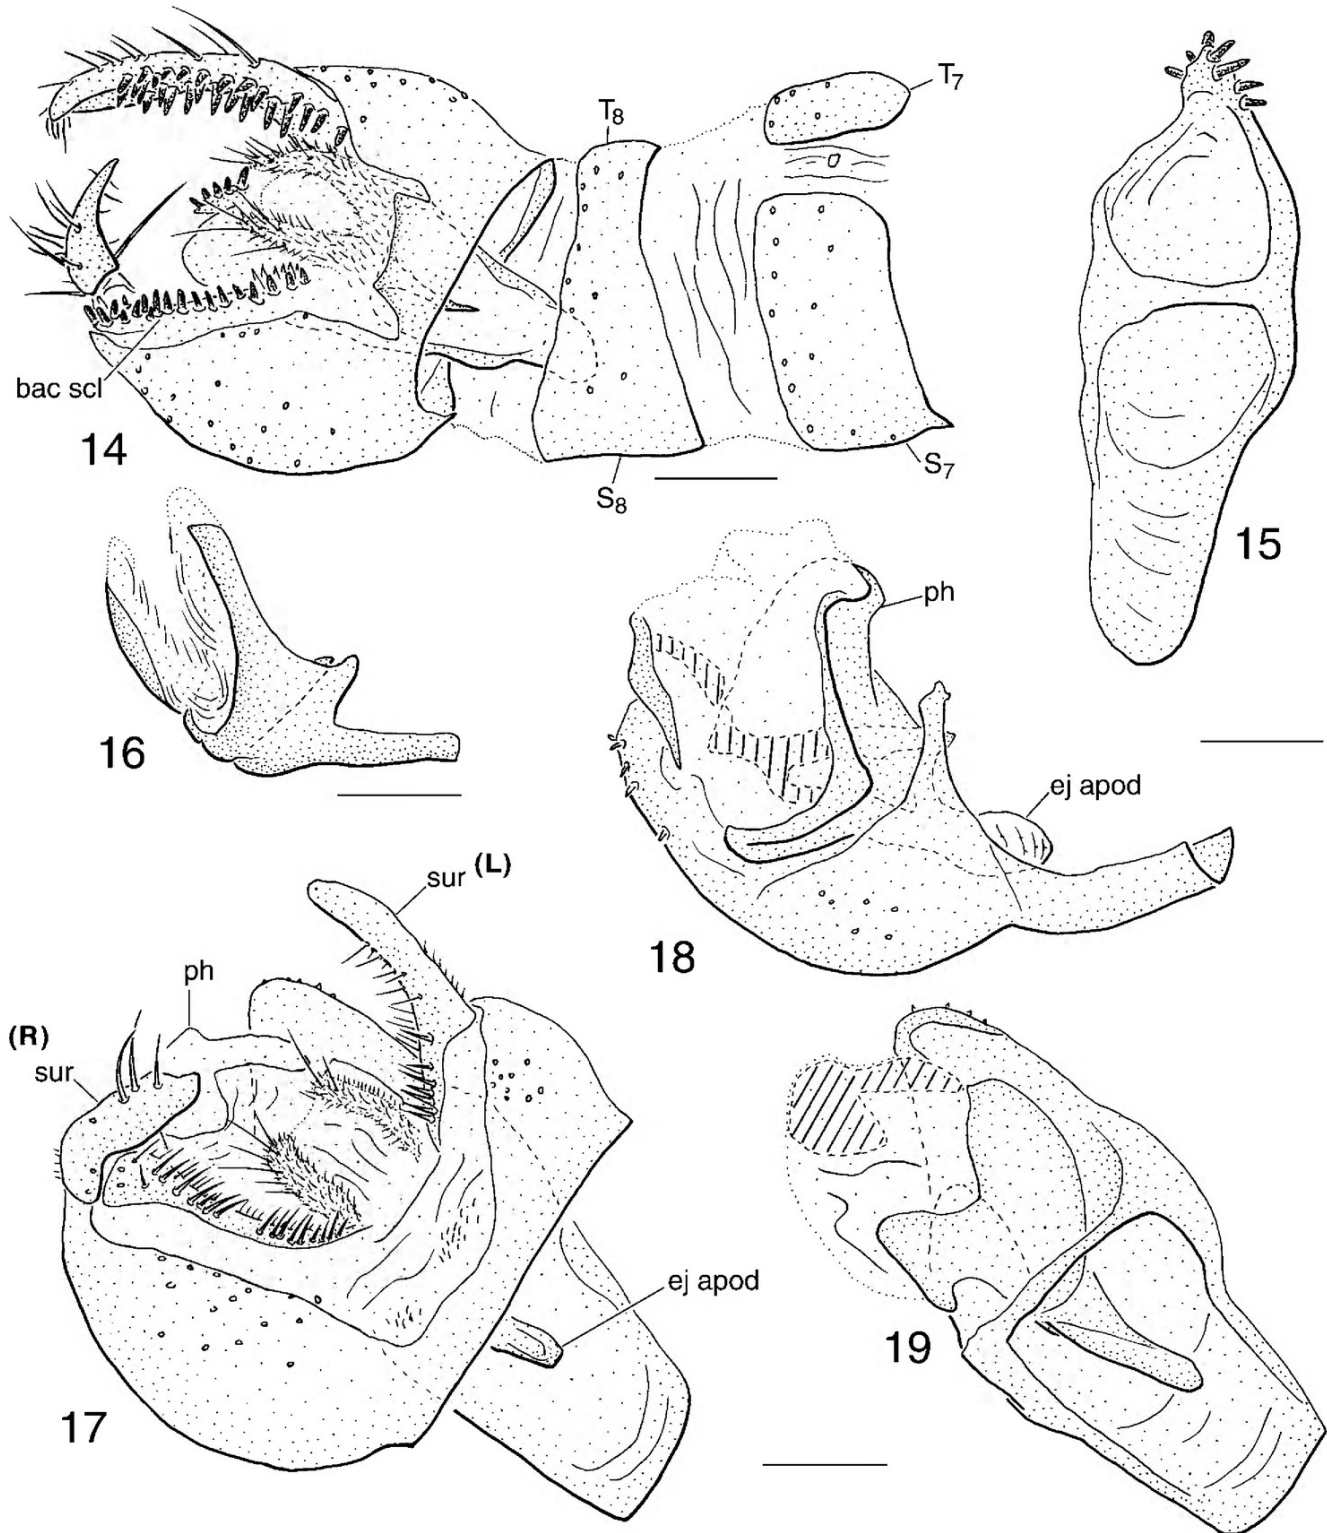 T7
T8
bac scl
14
S7
S8
15
ph
16
ej apod
sur (L)
18
ph
(R)
sur
ej apod
19
17